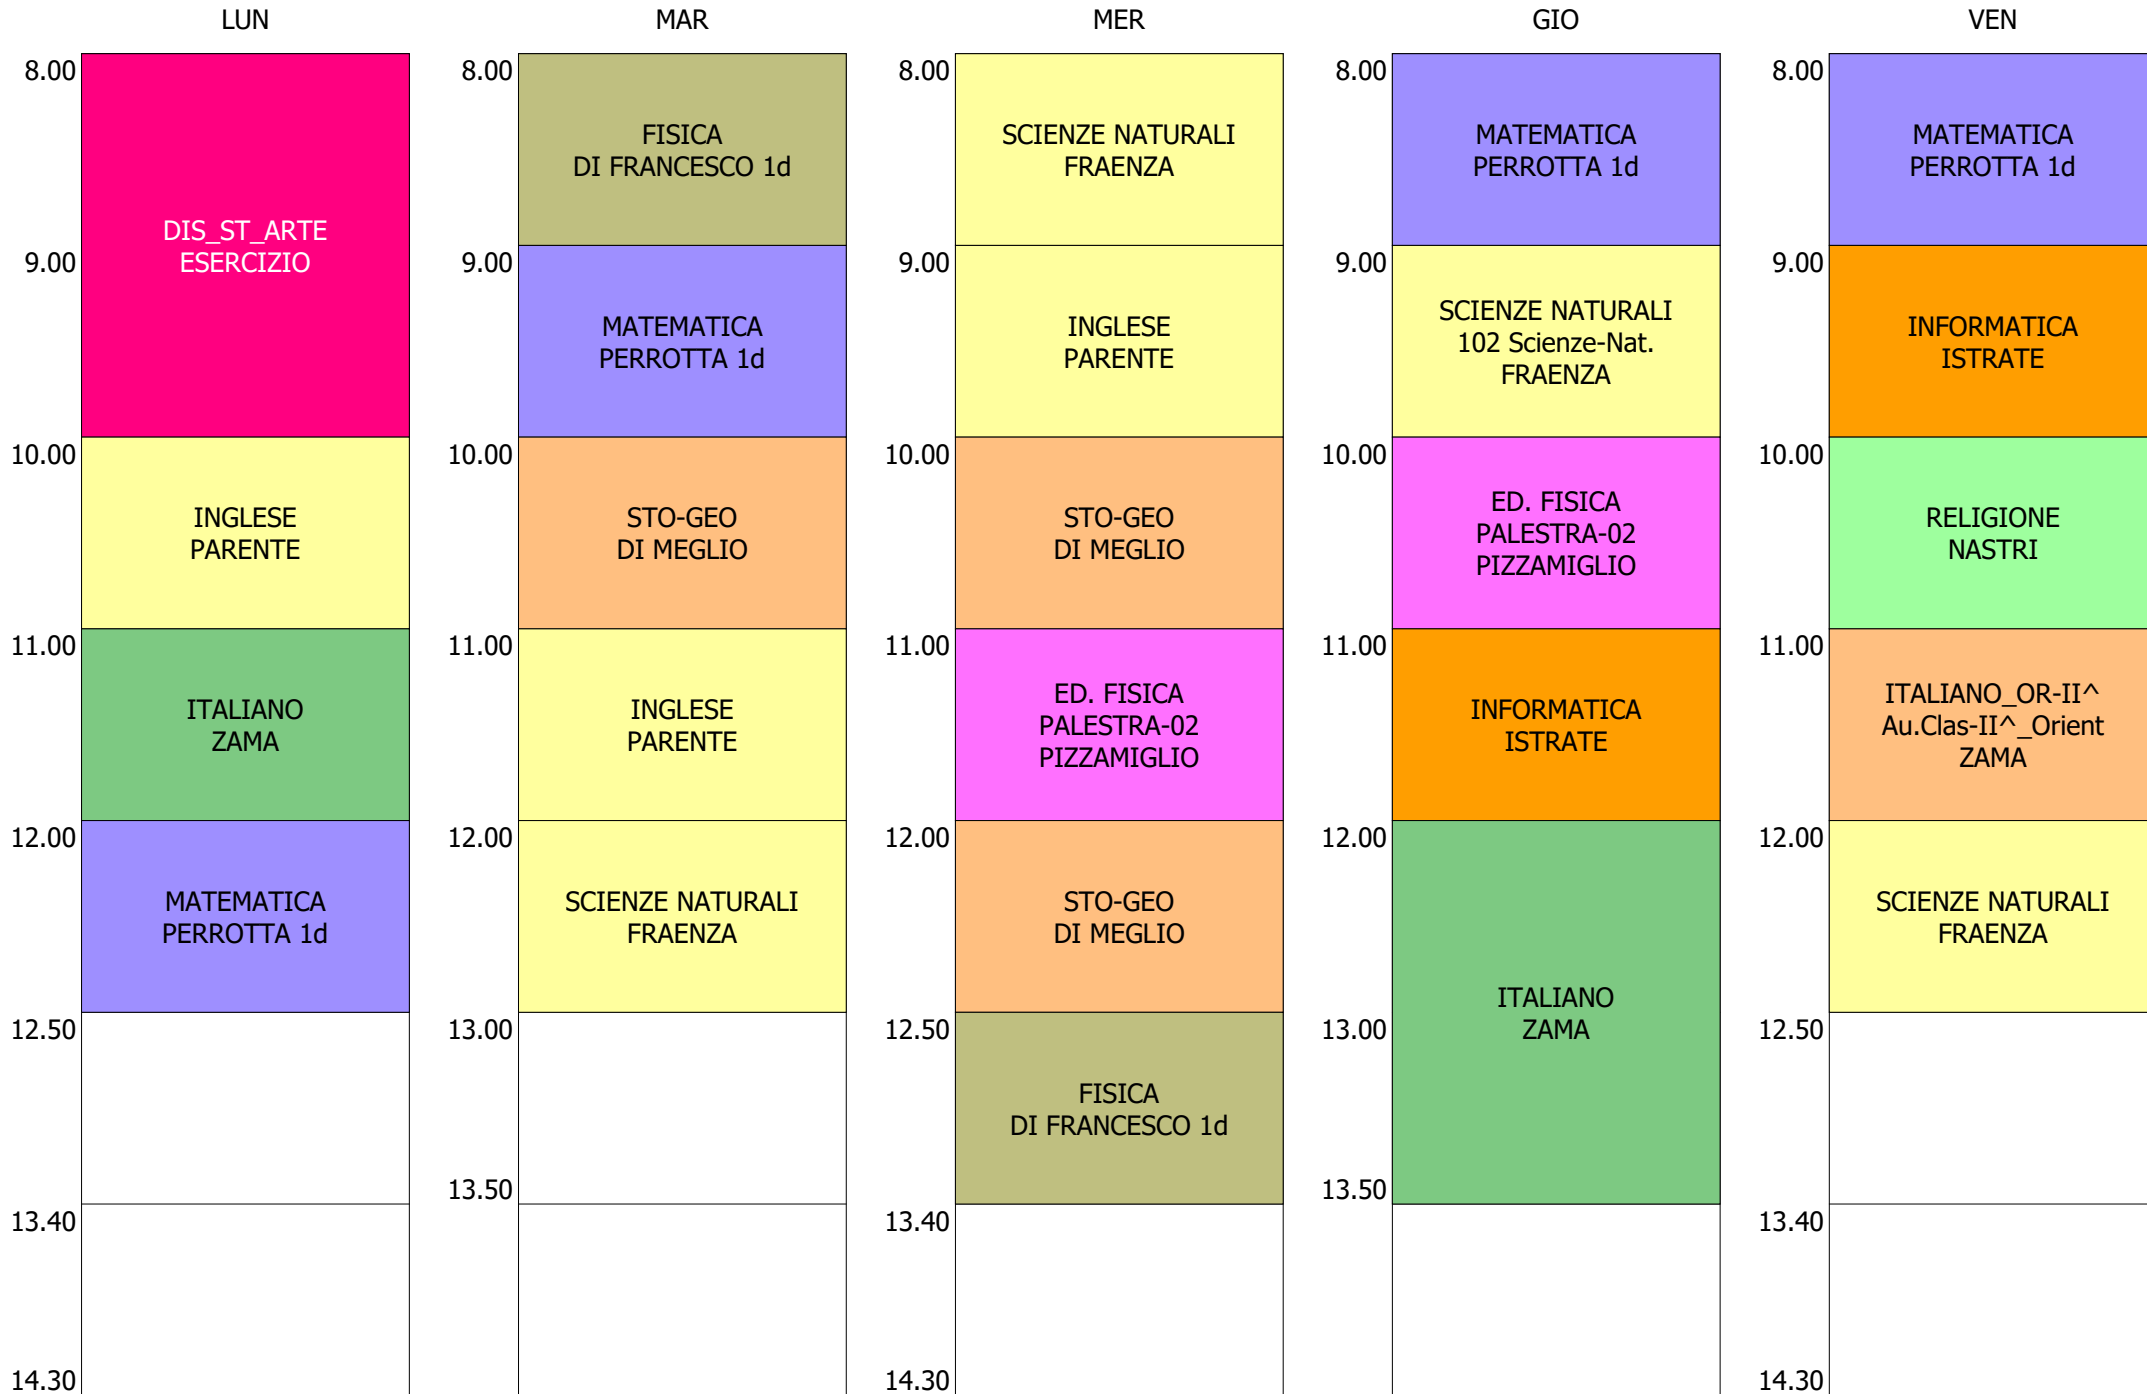 LUN
8.00
DIS_ST_ARTE
ESERCIZIO
9.00
10.00
INGLESE
PARENTE
11.00
ITALIANO
ZAMA
12.00
MATEMATICA
PERROTTA 1d
12.50
13.40
14.30
MAR
8.00
FISICA
DI FRANCESCO 1d
9.00
MATEMATICA
PERROTTA 1d
10.00
STO-GEO
DI MEGLIO
11.00
INGLESE
PARENTE
12.00
SCIENZE NATURALI
FRAENZA
13.00
13.50
MER
8.00
SCIENZE NATURALI
FRAENZA
9.00
INGLESE
PARENTE
10.00
STO-GEO
DI MEGLIO
11.00
ED. FISICA
PALESTRA-02
PIZZAMIGLIO
12.00
STO-GEO
DI MEGLIO
12.50
FISICA
DI FRANCESCO 1d
13.40
14.30
GIO
8.00
MATEMATICA
PERROTTA 1d
9.00
SCIENZE NATURALI
102 Scienze-Nat.
FRAENZA
10.00
ED. FISICA
PALESTRA-02
PIZZAMIGLIO
11.00
INFORMATICA
ISTRATE
12.00
ITALIANO
ZAMA
13.00
13.50
VEN
8.00
MATEMATICA
PERROTTA 1d
9.00
INFORMATICA
ISTRATE
10.00
RELIGIONE
NASTRI
11.00
ITALIANO_OR-II^
Au.Clas-II^_Orient
ZAMA
12.00
SCIENZE NATURALI
FRAENZA
12.50
13.40
14.30